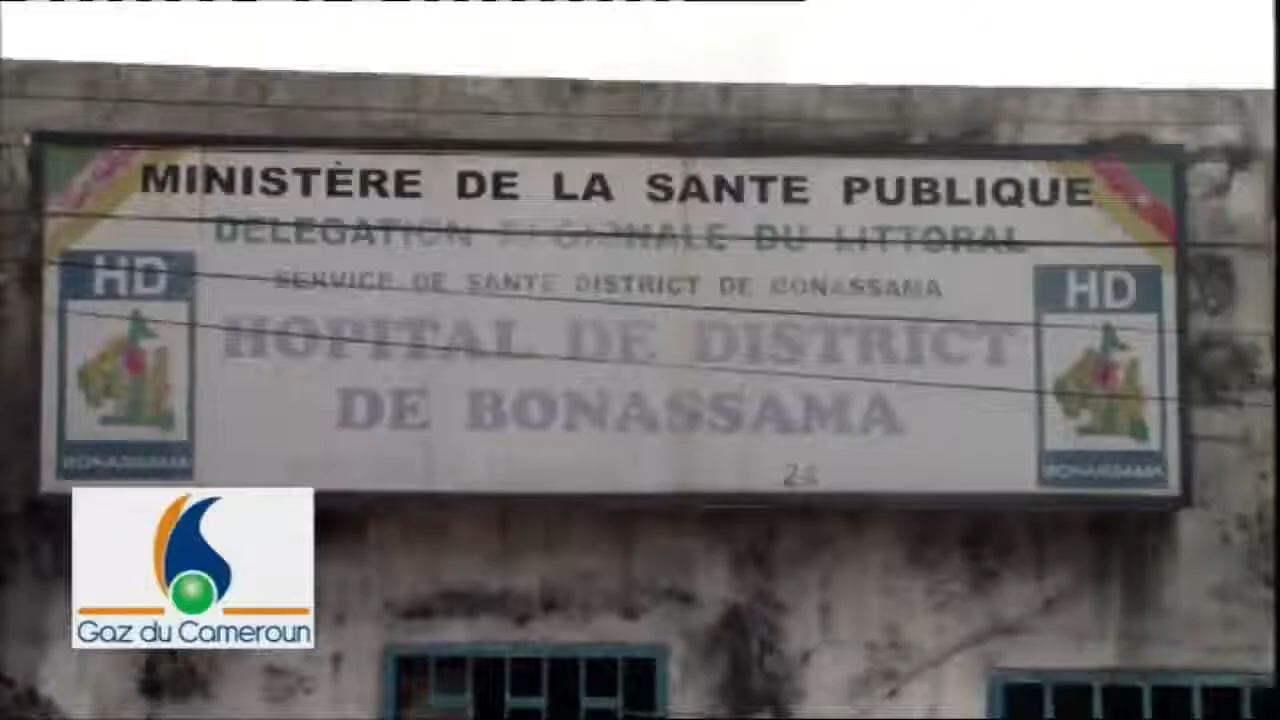 MINISTÈRE DE LA SANTE PUBLIQUE
DELEGATION REGIONALE DU LITTORAL
SERVICE DE SANTE DISTRICT DE BONASSAMA
HD
HOPITAL DE DISTRICT
DE BONASSAMA
HD
BONASSAMA
BONASSAMA
Gaz du Cameroun